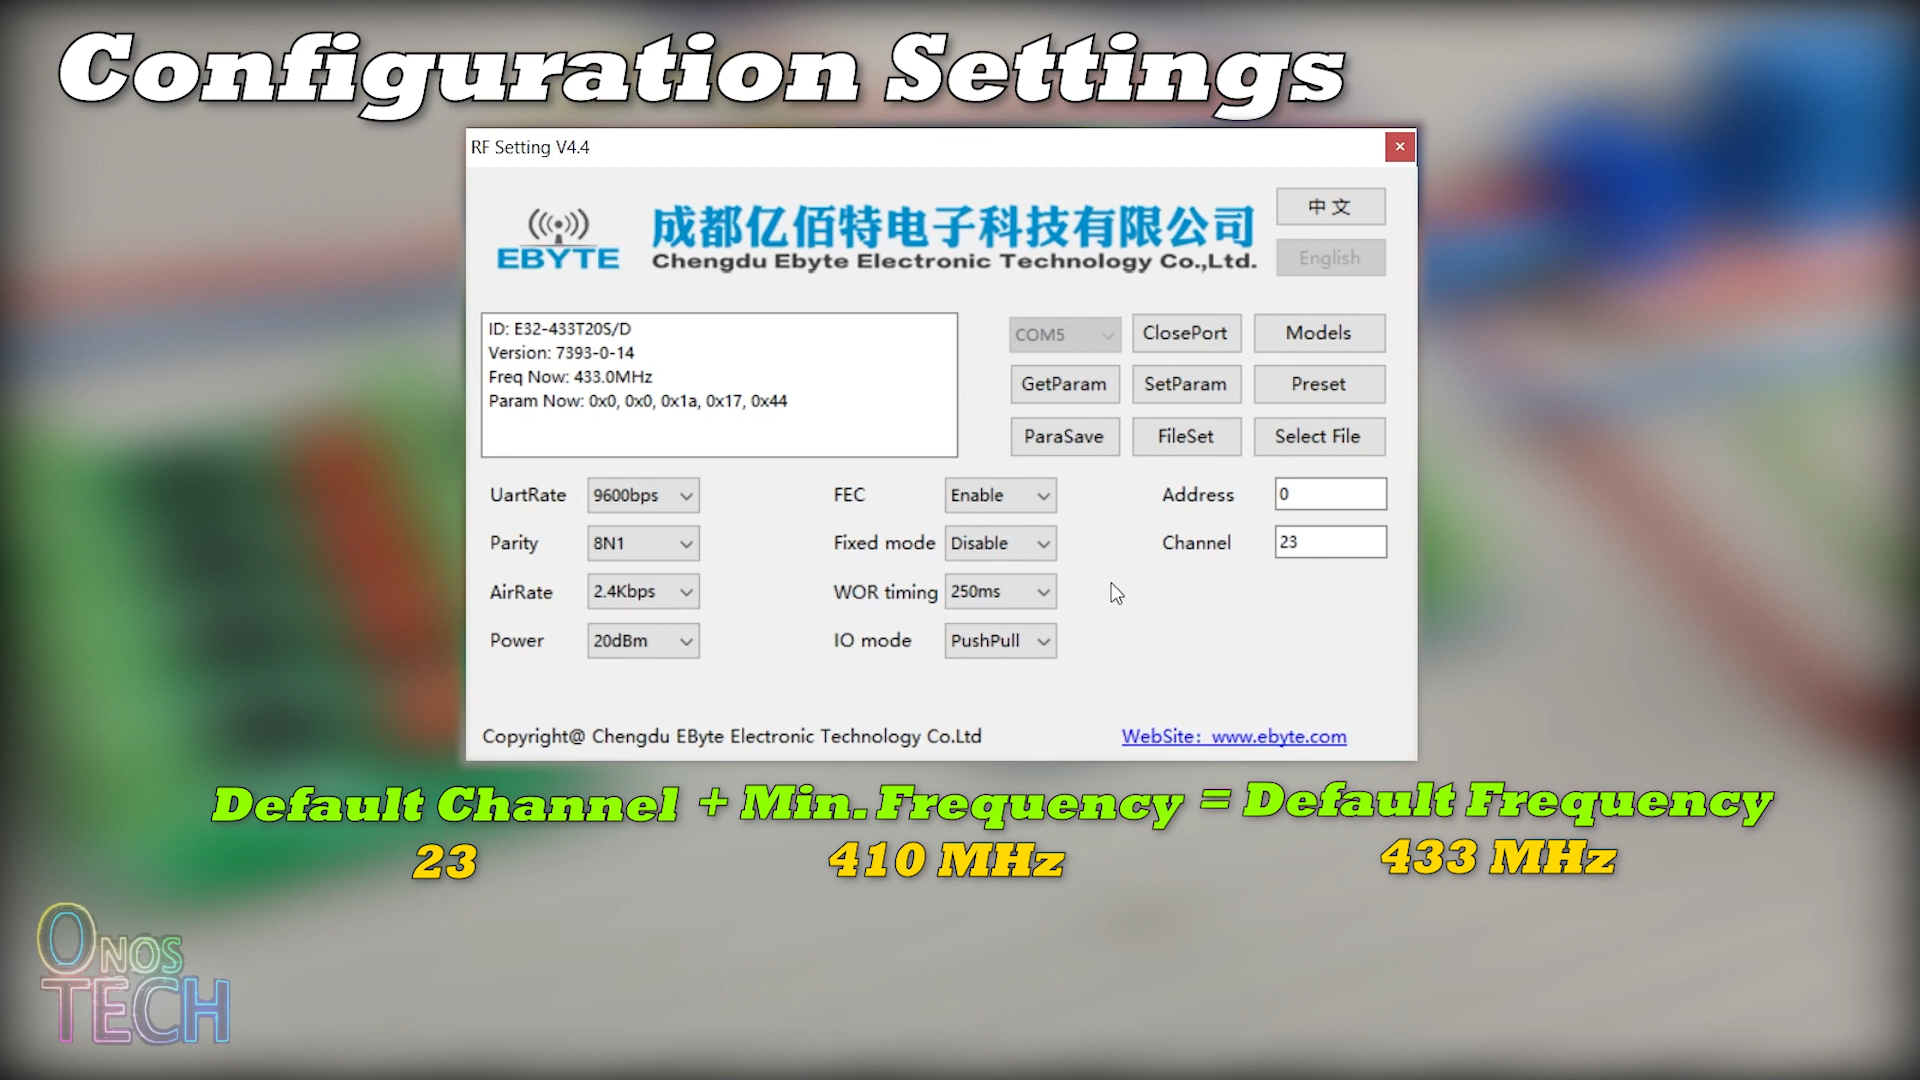 Configuration Settings
RF Setting V4.4
EBYTE
成都亿佰特电子科技有限公司
Chengdu Ebyte Electronic Technology Co.,Ltd.
中文
English
ID: E32-433T20S/D
Version: 7393-0-14
Freq Now: 433.0MHz
Param Now: 0x0, 0x0, 0x1a, 0x17, 0x44
COM5 ClosePort Models
GetParam SetParam Preset
ParaSave FileSet Select File
UartRate 9600bps FEC Enable Address 0
Parity 8N1 Fixed mode Disable Channel 23
AirRate 2.4Kbps WOR timing 250ms
Power 20dBm IO mode PushPull
Copyright@ Chengdu EByte Electronic Technology Co.Ltd WebSite: www.ebyte.com
Default Channel + Min. Frequency = Default Frequency
23 410 MHz 433 MHz
ONOS
TECH